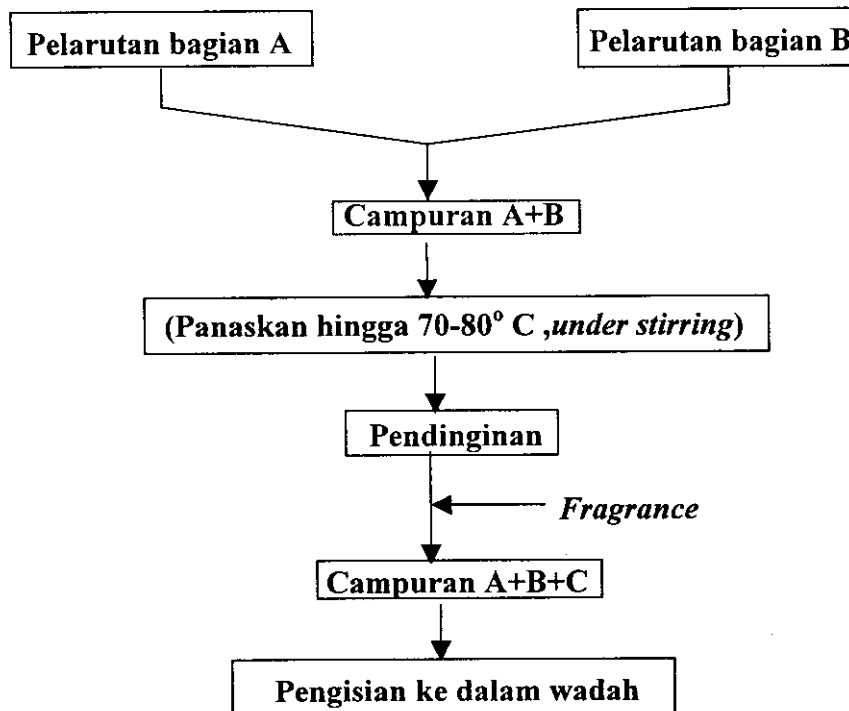 Pelarutan bagian A
Pelarutan bagian B
Campuran A+B
(Panaskan hingga 70-80° C ,under stirring)
Pendinginan
Fragrance
Campuran A+B+C
Pengisian ke dalam wadah